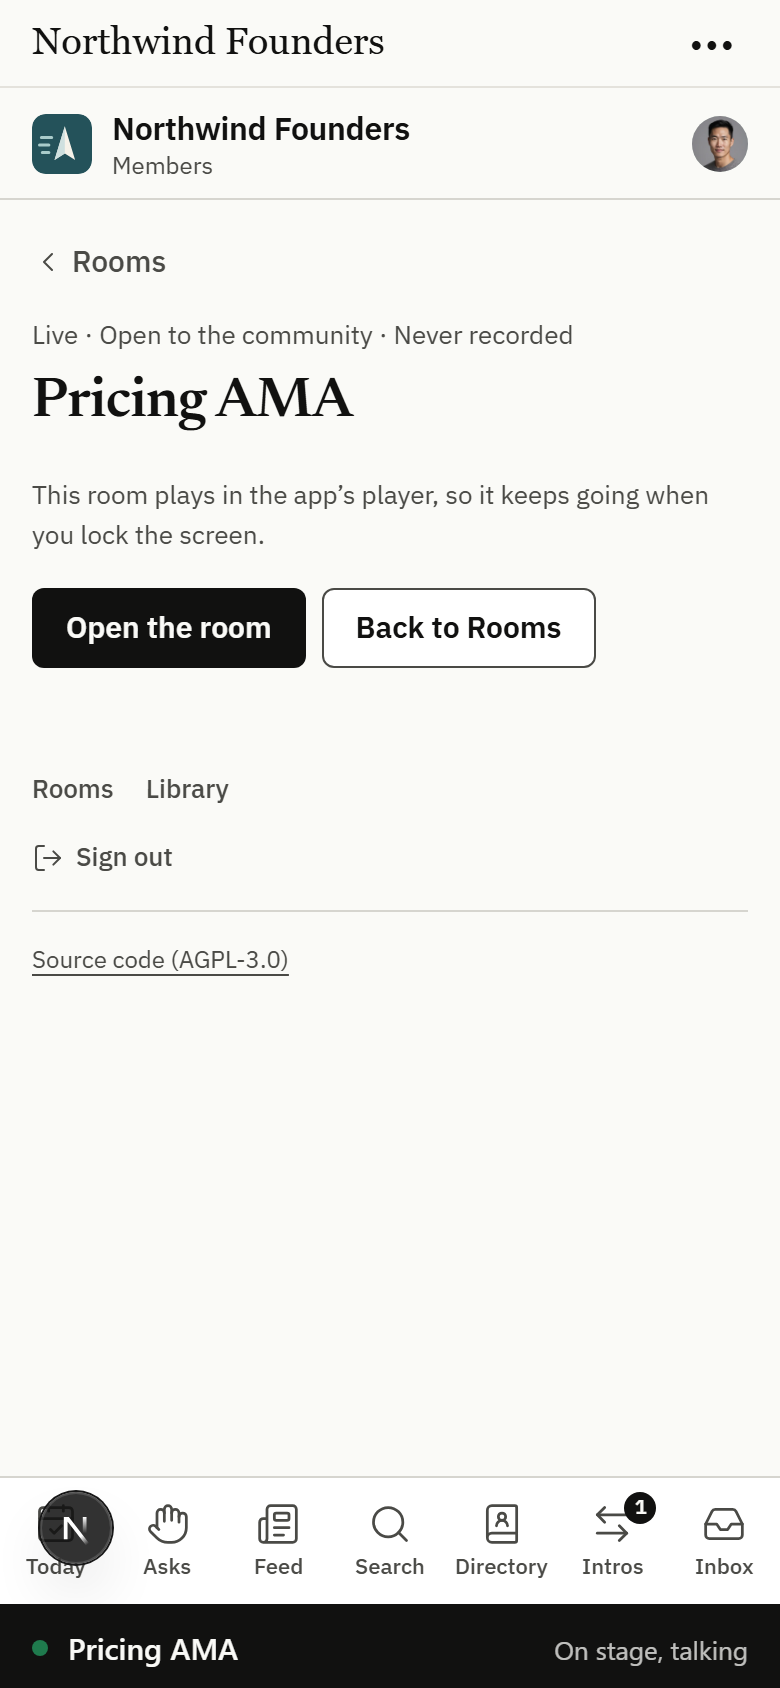 Northwind Founders
Northwind Founders
Members
Rooms
Live · Open to the community · Never recorded
Pricing AMA
This room plays in the app’s player, so it keeps going when
you lock the screen.
Open the room
Back to Rooms
Rooms
Library
Sign out
Source code (AGPL-3.0)
N
1
Today
Asks
Feed
Search
Directory
Intros
Inbox
Pricing AMA
On stage, talking